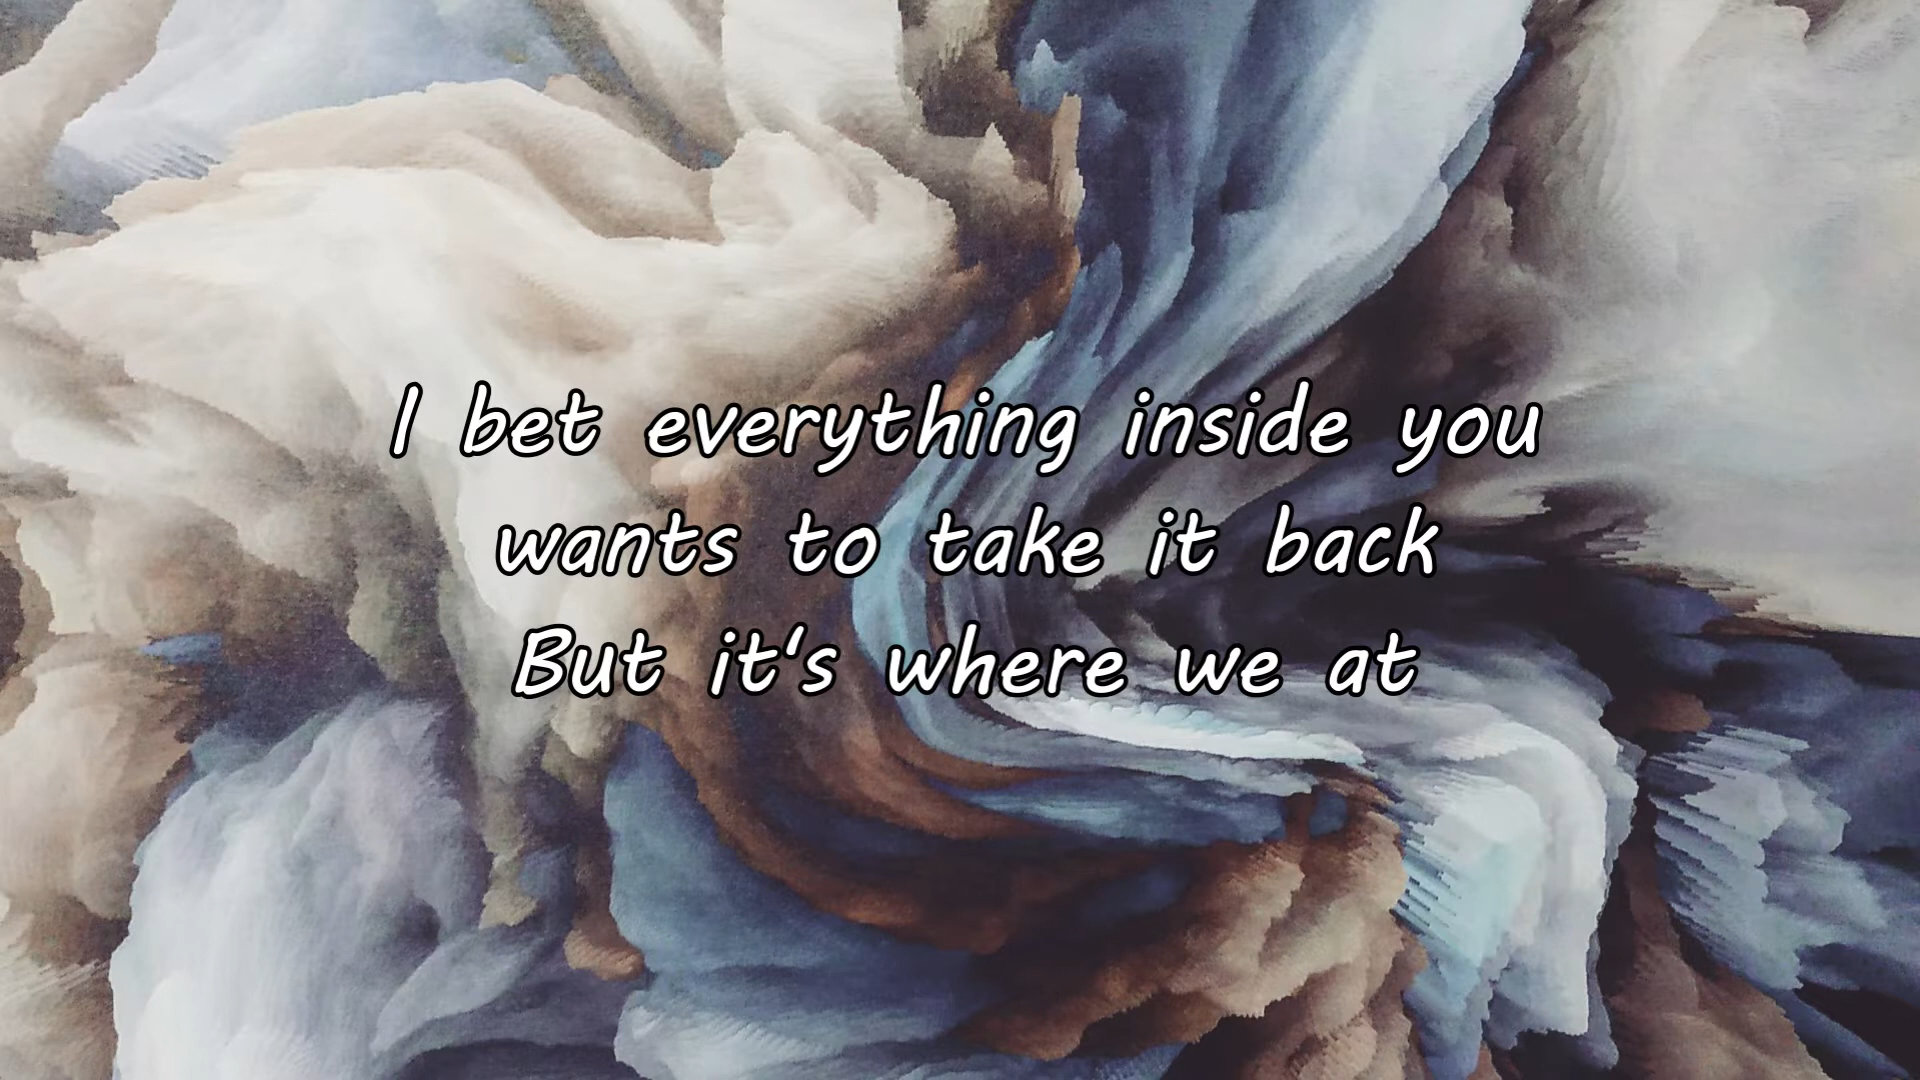 I bet everything inside you
wants to take it back
But it's where we at